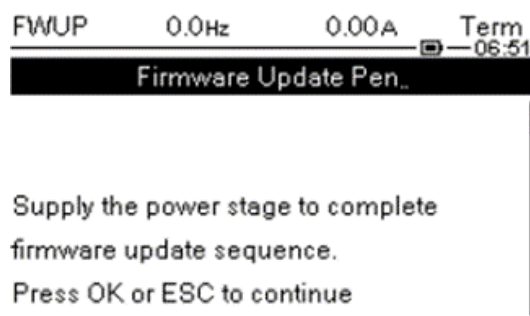 FWUP 0.0Hz 0.00A Term
06:51
Firmware Update Pen..
Supply the power stage to complete
firmware update sequence.
Press OK or ESC to continue